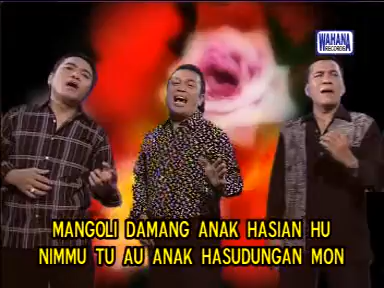 WAHANA
RECORDS
MANGOLI DAMANG ANAK HASIAN HU
NIMMU TU AU ANAK HASUDUNGAN MON